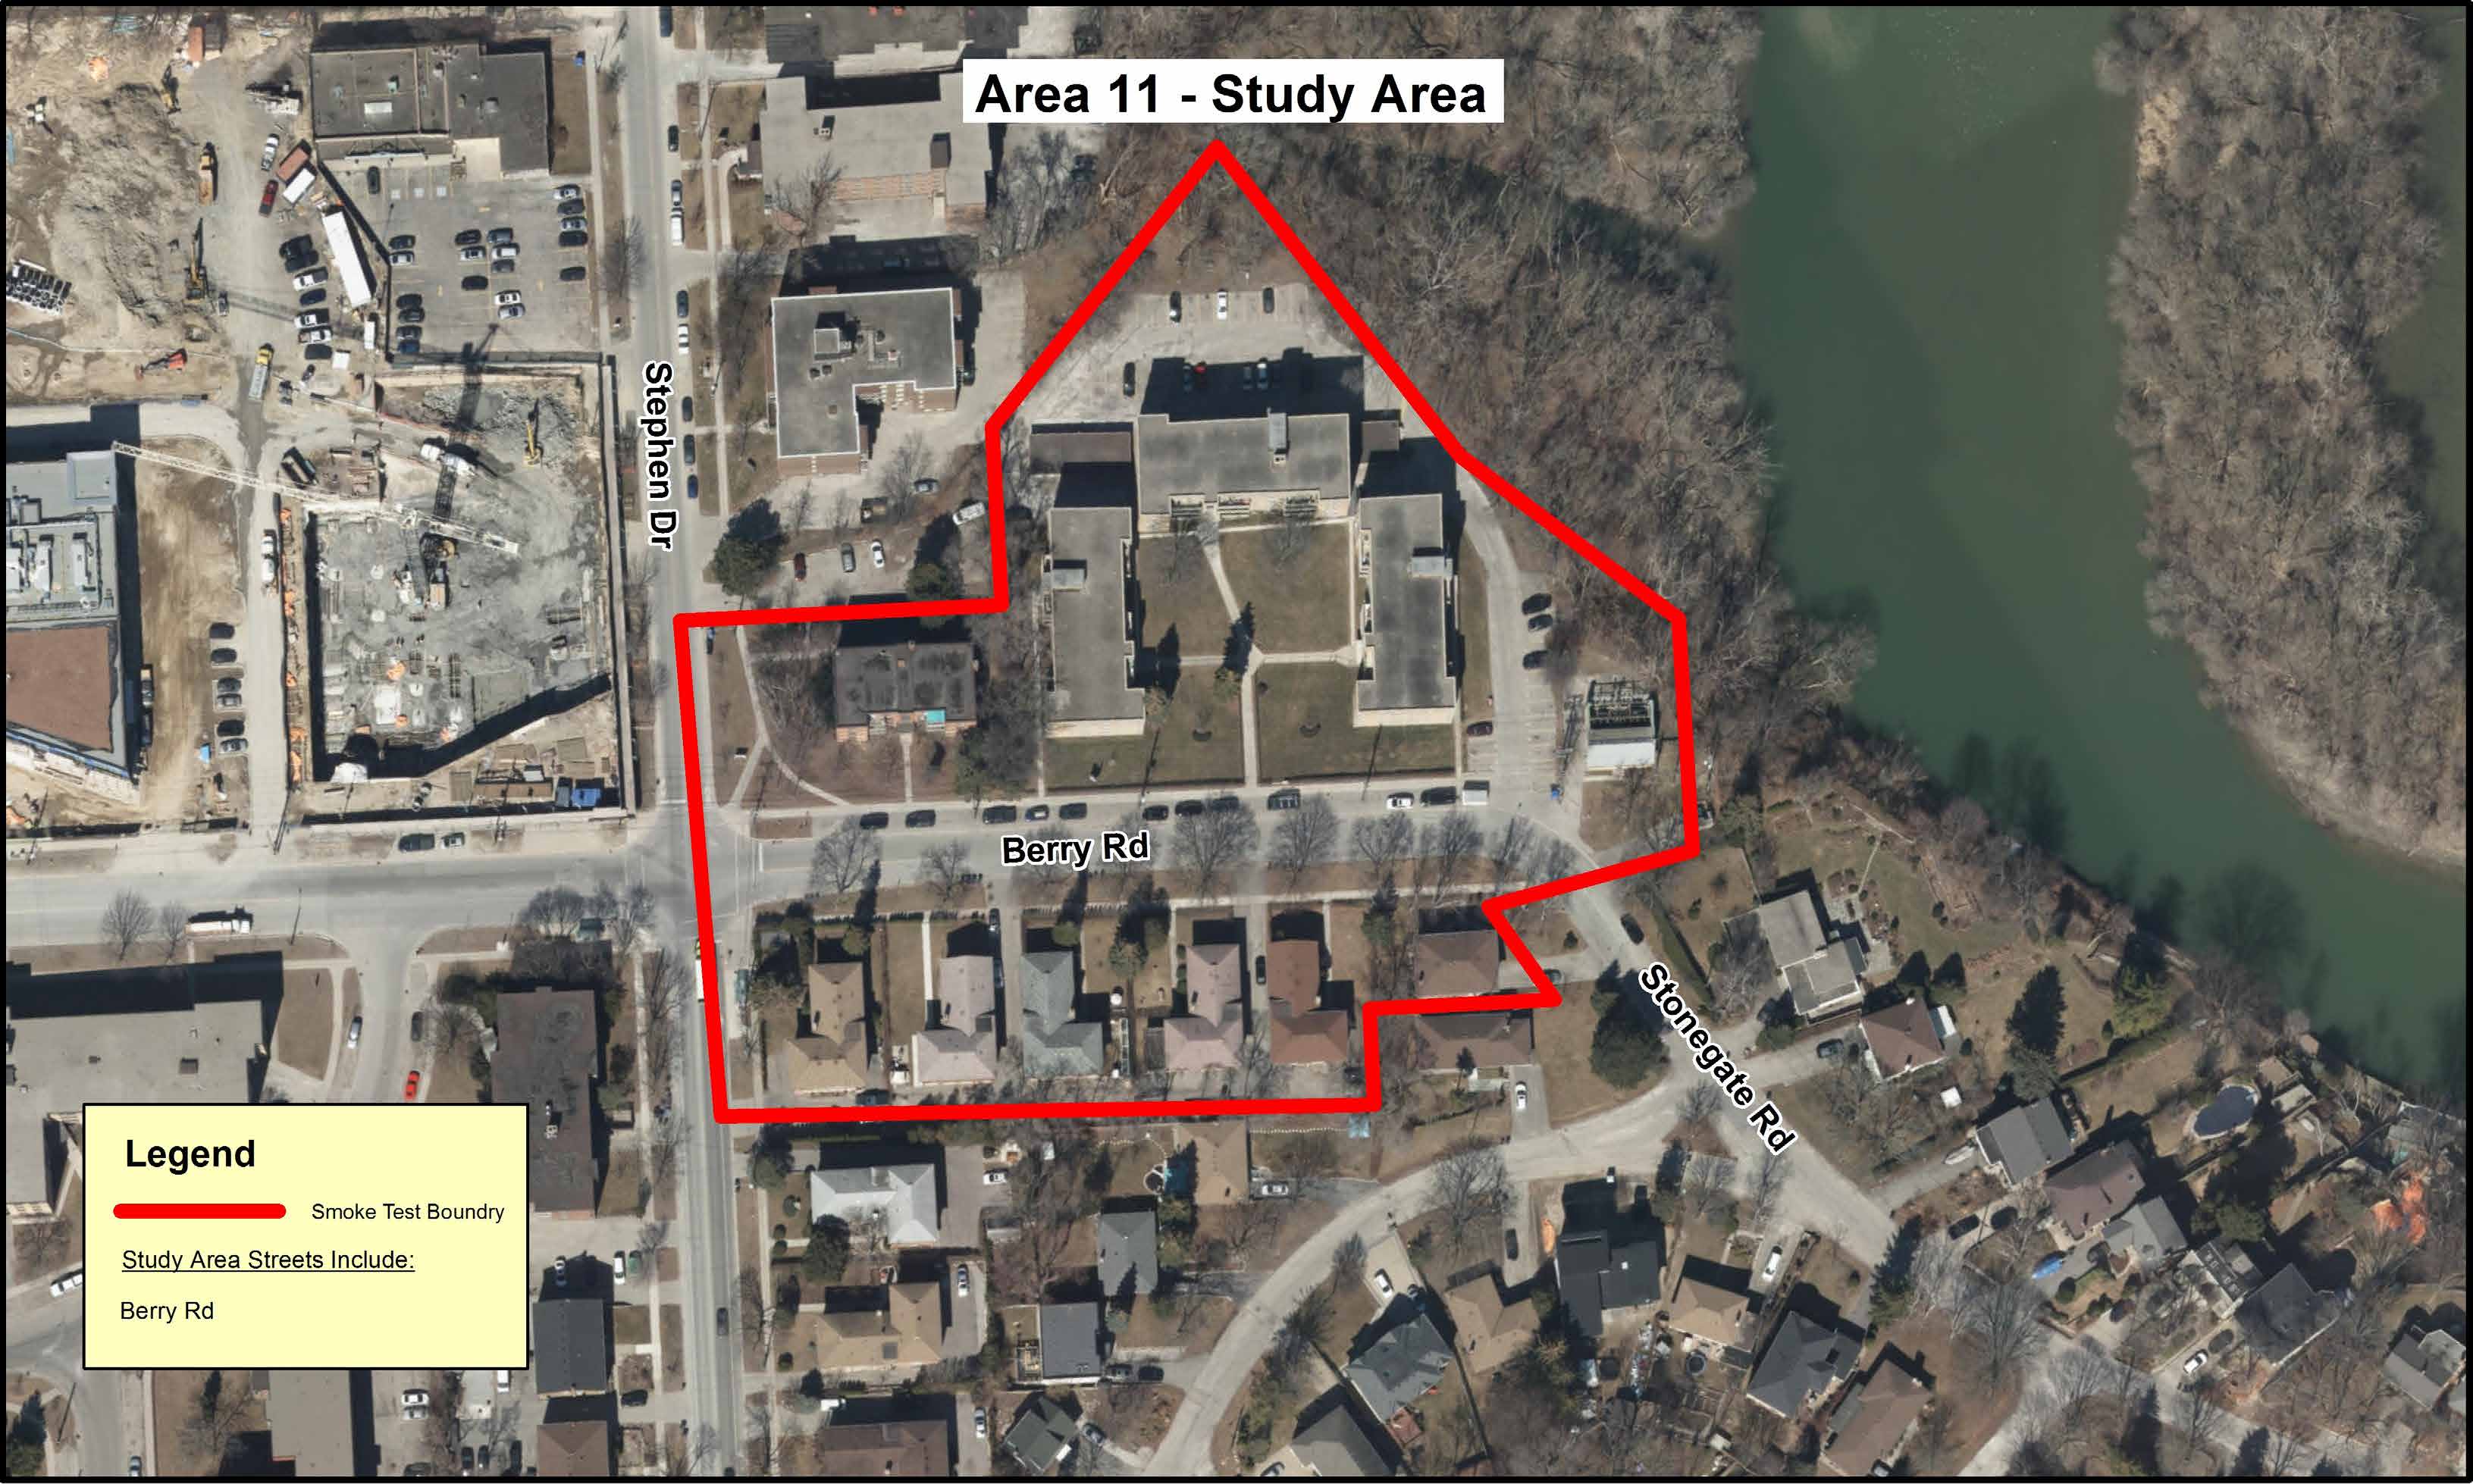 Area 11 - Study Area
Stephen Dr
Berry Rd
Stonegate Rd
Legend
Smoke Test Boundry
Study Area Streets Include:
Berry Rd